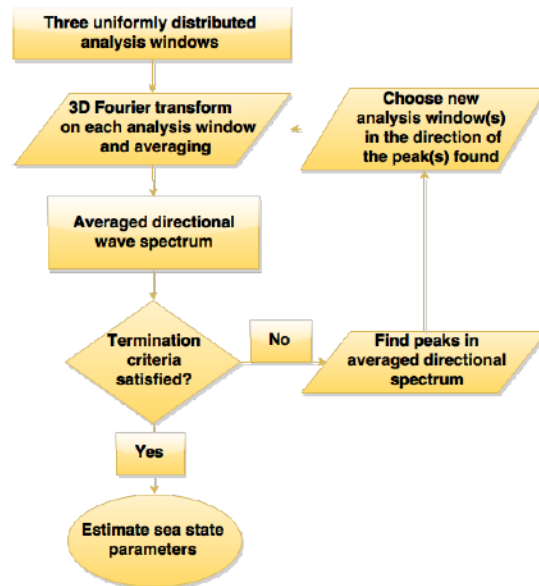 Three uniformly distributed
analysis windows
3D Fourier transform
on each analysis window
and averaging
Choose new
analysis window(s)
in the direction of
the peak(s) found
Averaged directional
wave spectrum
Termination
criteria
satisfied?
No
Find peaks in
averaged directional
spectrum
Yes
Estimate sea state
parameters